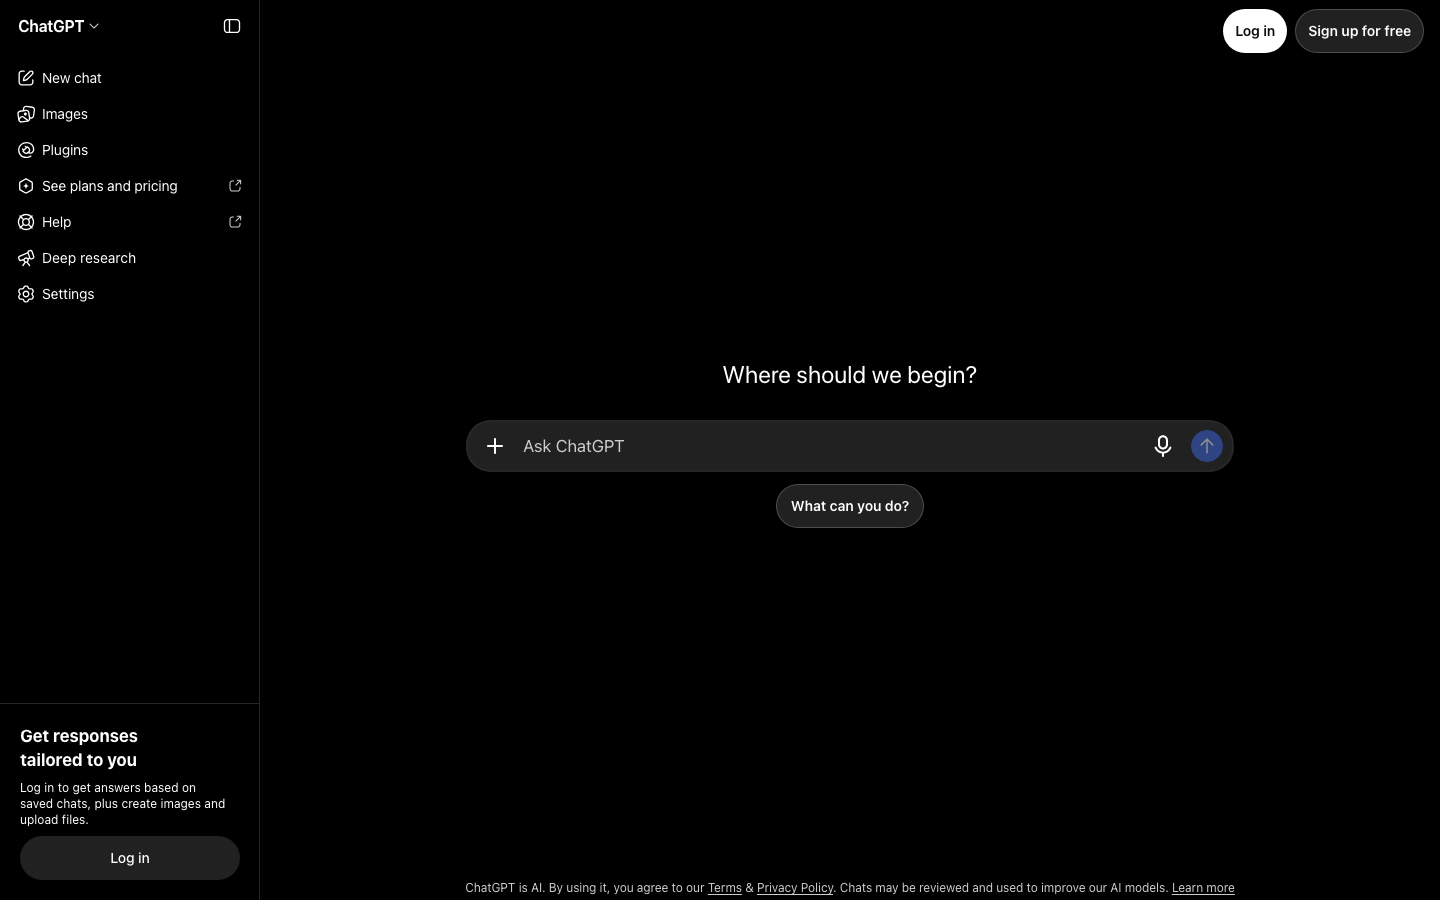 ChatGPT
New chat
Images
Plugins
See plans and pricing
Help
Deep research
Settings
Get responses
tailored to you
Log in to get answers based on
saved chats, plus create images and
upload files.
Log in
Log in
Sign up for free
Where should we begin?
Ask ChatGPT
What can you do?
ChatGPT is AI. By using it, you agree to our Terms & Privacy Policy. Chats may be reviewed and used to improve our AI models. Learn more